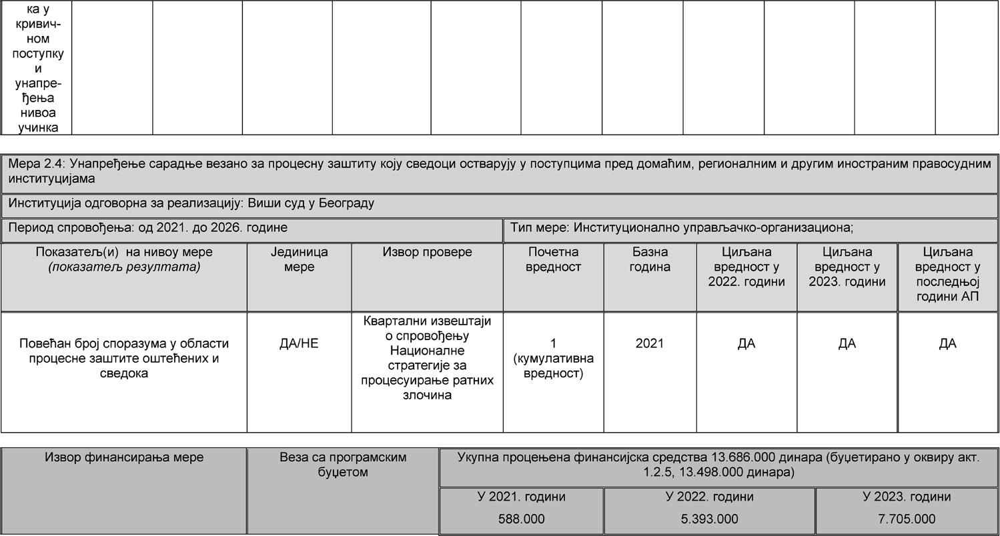 ка у
кривич-
ном
поступку
и
унапре-
ђења
нивоа
учинка
Мера 2.4: Унапређење сарадње везано за процесну заштиту коју сведоци остварују у поступцима пред домаћим, регионалним и другим иностраним правосудним
институцијама
Институција одговорна за реализацију: Виши суд у Београду
Период спровођења: од 2021. до 2026. године
Тип мере: Институционално управљачко-организациона;
Показатељ(и) на нивоу мере
(показатељ резултата)
Јединица
мере
Извор провере
Почетна
вредност
Базна
година
Циљана
вредност у
2022. години
Циљана
вредност у
2023. години
Циљана
вредност у
последњој
години АП
Повећан број споразума у области
процесне заштите оштећених и
сведока
ДА/НЕ
Квартални извештаји
о спровођењу
Националне
стратегије за
процесуирање ратних
злочина
1
(кумулативна
вредност)
2021
ДА
ДА
ДА
Извор финансирања мере
Веза са програмским
буџетом
Укупна процењена финансијска средства 13.686.000 динара (буџетирано у оквиру акт.
1.2.5, 13.498.000 динара)
У 2021. години
У 2022. години
У 2023. години
588.000
5.393.000
7.705.000